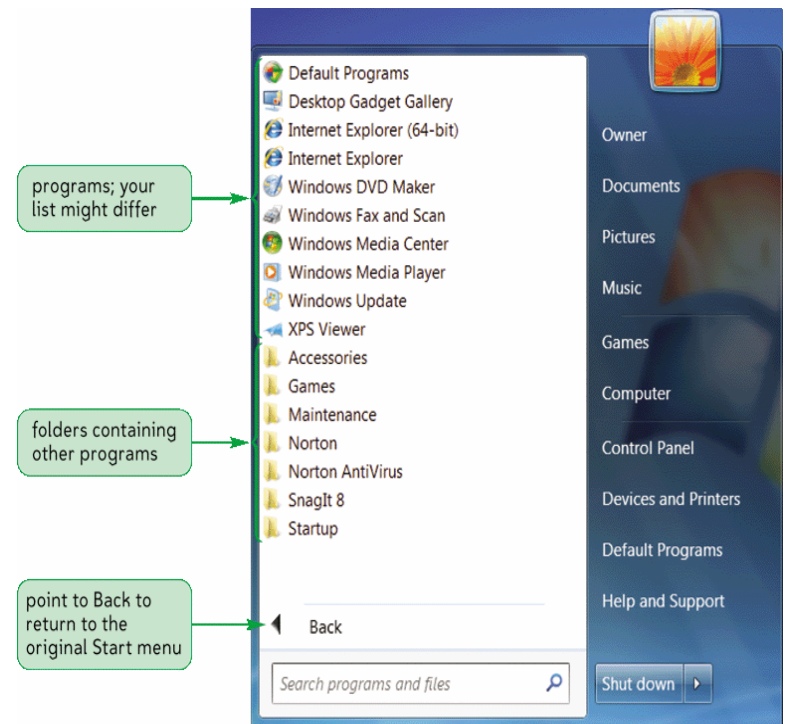 programs; your
list might differ
folders containing
other programs
point to Back to
return to the
original Start menu
Default Programs
Desktop Gadget Gallery
Internet Explorer (64-bit)
Internet Explorer
Windows DVD Maker
Windows Fax and Scan
Windows Media Center
Windows Media Player
Windows Update
XPS Viewer
Accessories
Games
Maintenance
Norton
Norton AntiVirus
SnagIt 8
Startup
Back
Search programs and files
Owner
Documents
Pictures
Music
Games
Computer
Control Panel
Devices and Printers
Default Programs
Help and Support
Shut down